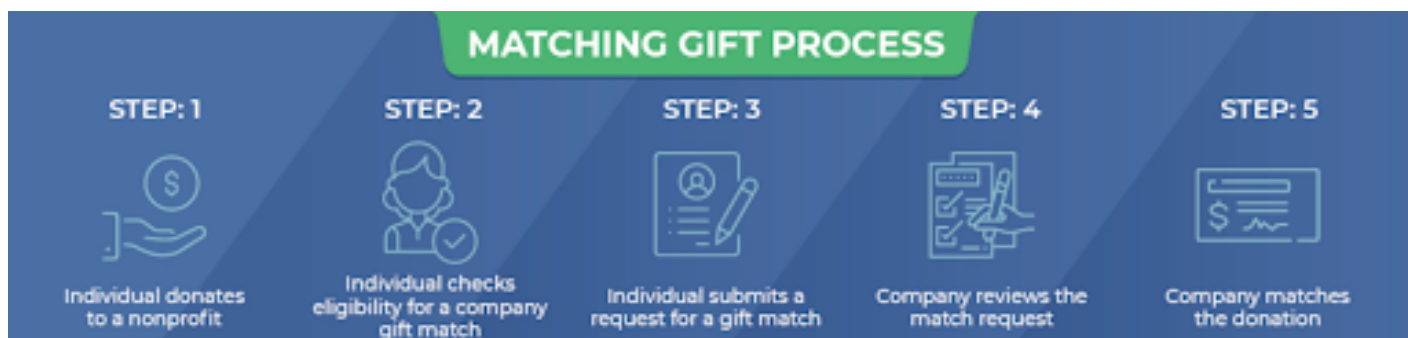 MATCHING GIFT PROCESS
STEP: 1
Individual donates
to a nonprofit
STEP: 2
Individual checks
eligibility for a company
gift match
STEP: 3
Individual submits a
request for a gift match
STEP: 4
Company reviews the
match request
STEP: 5
Company matches
the donation